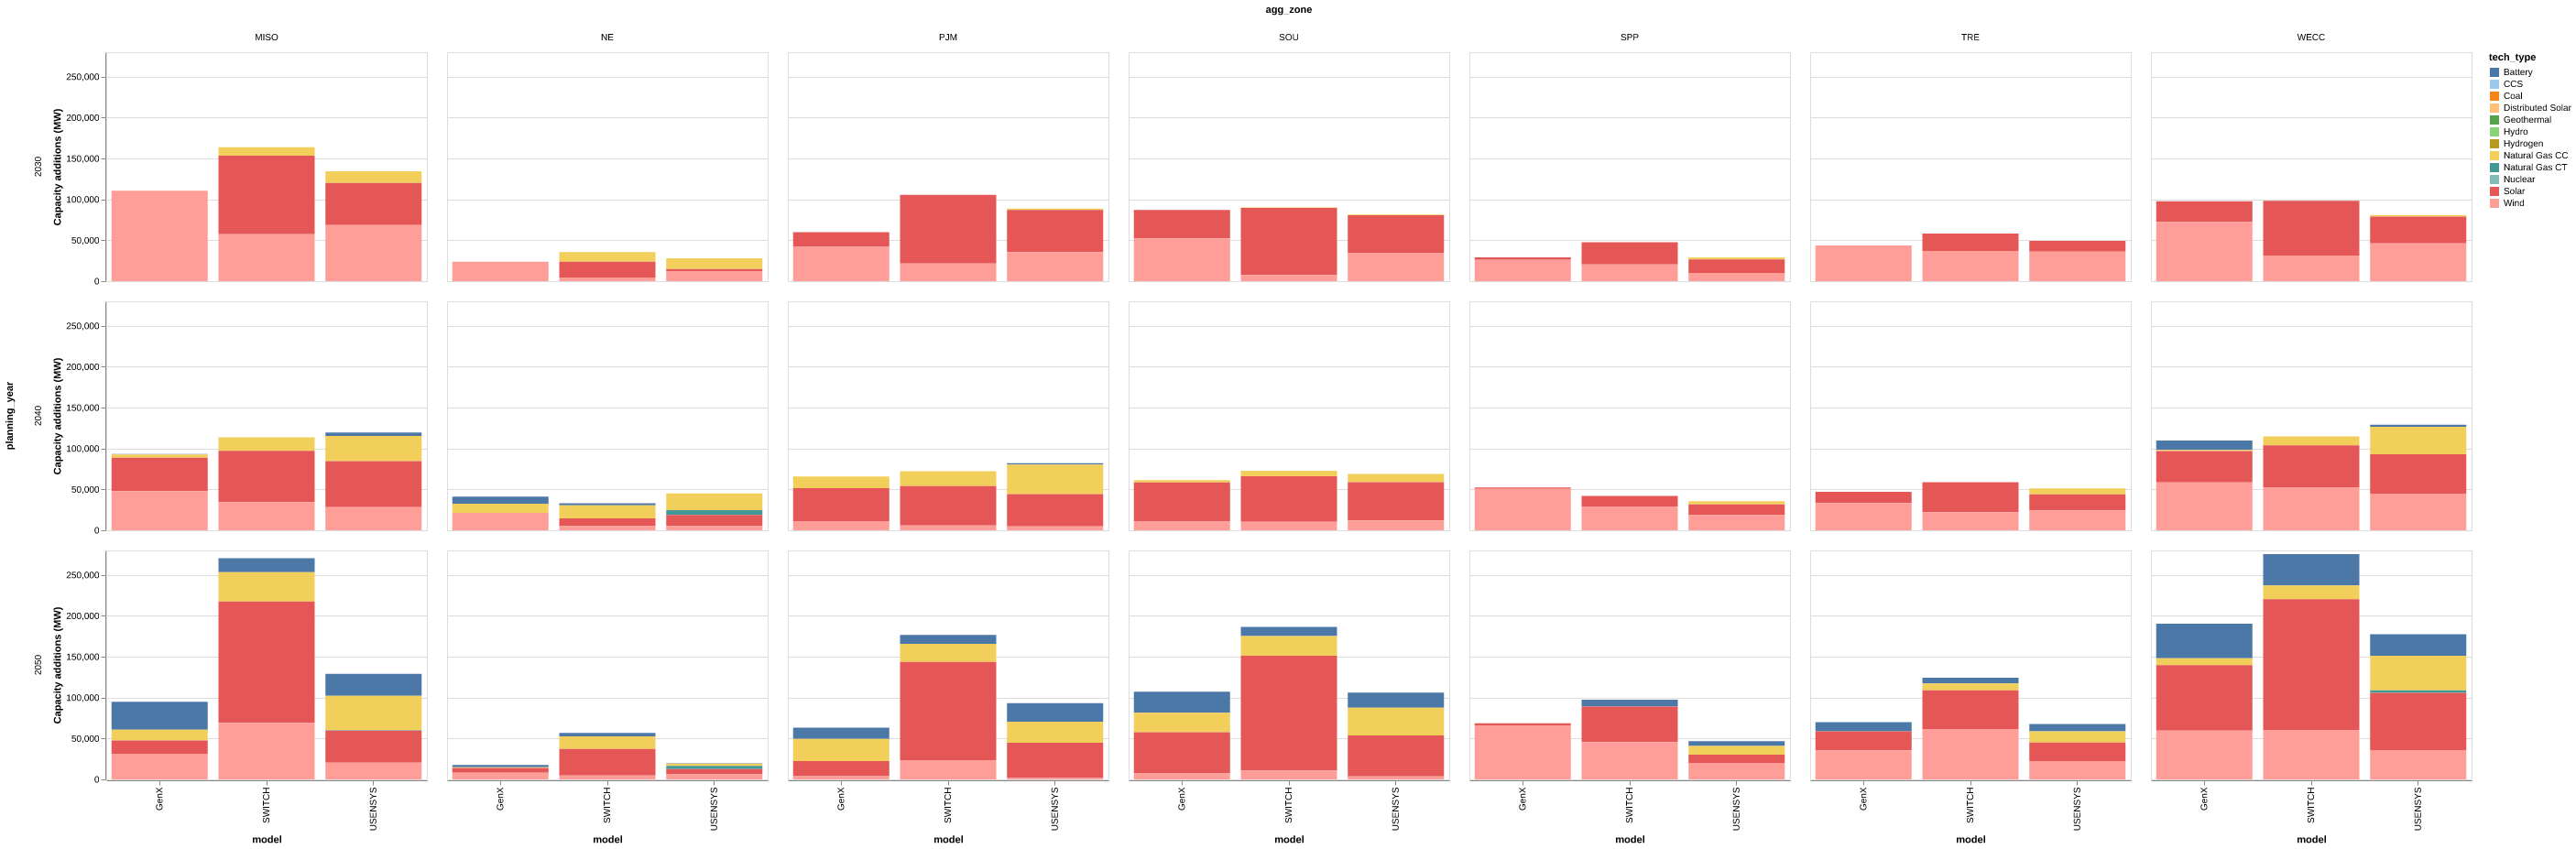 agg_zone
MISO NE PJM SOU SPP TRE WECC
planning_year
2030
Capacity additions (MW)
250,000
200,000
150,000
100,000
50,000
0
2040
Capacity additions (MW)
250,000
200,000
150,000
100,000
50,000
0
2050
Capacity additions (MW)
250,000
200,000
150,000
100,000
50,000
0
GenX SWITCH USENSYS GenX SWITCH USENSYS GenX SWITCH USENSYS GenX SWITCH USENSYS GenX SWITCH USENSYS GenX SWITCH USENSYS GenX SWITCH USENSYS
model model model model model model model
tech_type
Battery
CCS
Coal
Distributed Solar
Geothermal
Hydro
Hydrogen
Natural Gas CC
Natural Gas CT
Nuclear
Solar
Wind